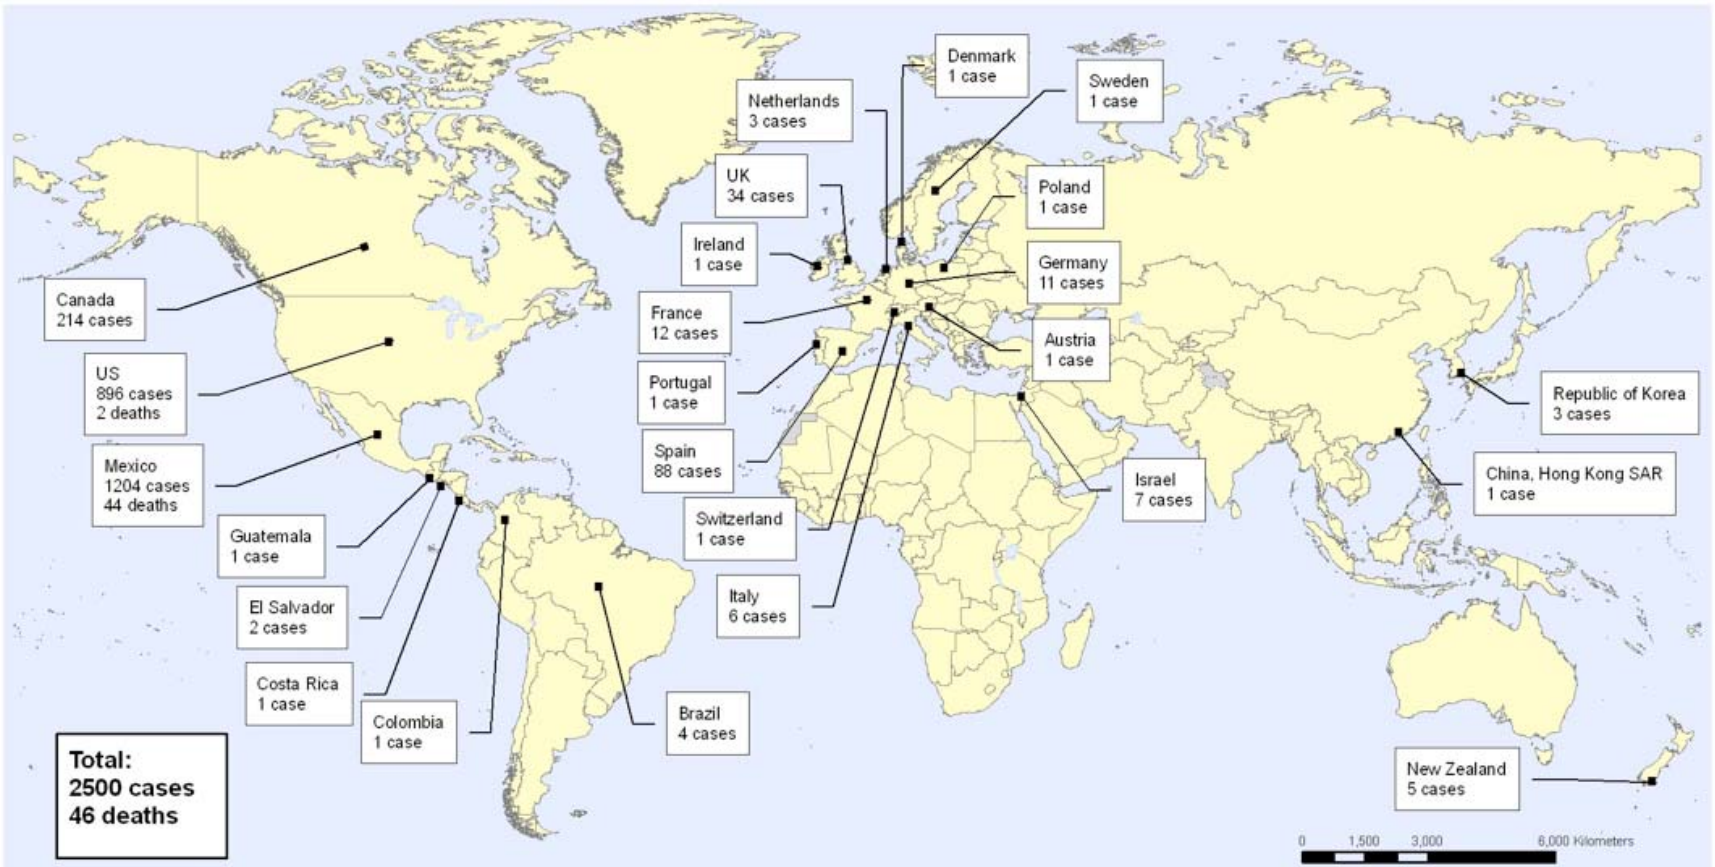 Denmark
1 case
Sweden
1 case
Netherlands
3 cases
UK
34 cases
Poland
1 case
Ireland
1 case
Germany
11 cases
Canada
214 cases
France
12 cases
Austria
1 case
US
896 cases
2 deaths
Portugal
1 case
Republic of Korea
3 cases
Spain
88 cases
Mexico
1204 cases
44 deaths
Israel
7 cases
China, Hong Kong SAR
1 case
Switzerland
1 case
Guatemala
1 case
Italy
6 cases
El Salvador
2 cases
Costa Rica
1 case
Colombia
1 case
Brazil
4 cases
Total:
2500 cases
46 deaths
New Zealand
5 cases
0 1,500 3,000 6,000 Kilometers